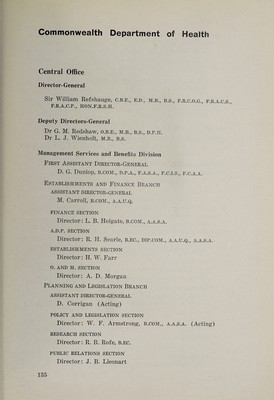 Commonwealth Department of Health
Central Office
Director-General
Sir William Refshauge, C.B.E., E.D., M.B., B.S., F.R.C.O.G., F.R.A.C.S.,
F.R.A.C.P., HON.F.R.S.H.
Deputy Directors-General
Dr G. M. Redshaw, O.B.E., M.B., B.S., D.P.H.
Dr L. J. Wienholt, M.B., B.S.
Management Services and Benefits Division
FIRST ASSISTANT DIRECTOR-GENERAL
D. G. Dunlop, B.COM., D.P.A., F.A.S.A., F.C.I.S., F.C.A.A.
ESTABLISHMENTS AND FINANCE BRANCH
ASSISTANT DIRECTOR-GENERAL
M. Carroll, B.COM., A.A.U.Q.
FINANCE SECTION
Director: L. B. Holgate, B.COM., A.A.S.A.
A.D.P. SECTION
Director: R. H. Searle, B.EC., DIP.COM., A.A.U.Q., A.A.S.A.
ESTABLISHMENTS SECTION
Director: H. W. Farr
O. AND M. SECTION
Director: A. D. Morgan
PLANNING AND LEGISLATION BRANCH
ASSISTANT DIRECTOR-GENERAL
D. Corrigan (Acting)
POLICY AND LEGISLATION SECTION
Director: W. F. Armstrong, B.COM., A.A.S.A. (Acting)
RESEARCH SECTION
Director: R. B. Rofe, B.EC.
PUBLIC RELATIONS SECTION
Director: J. B. Lleonart
135